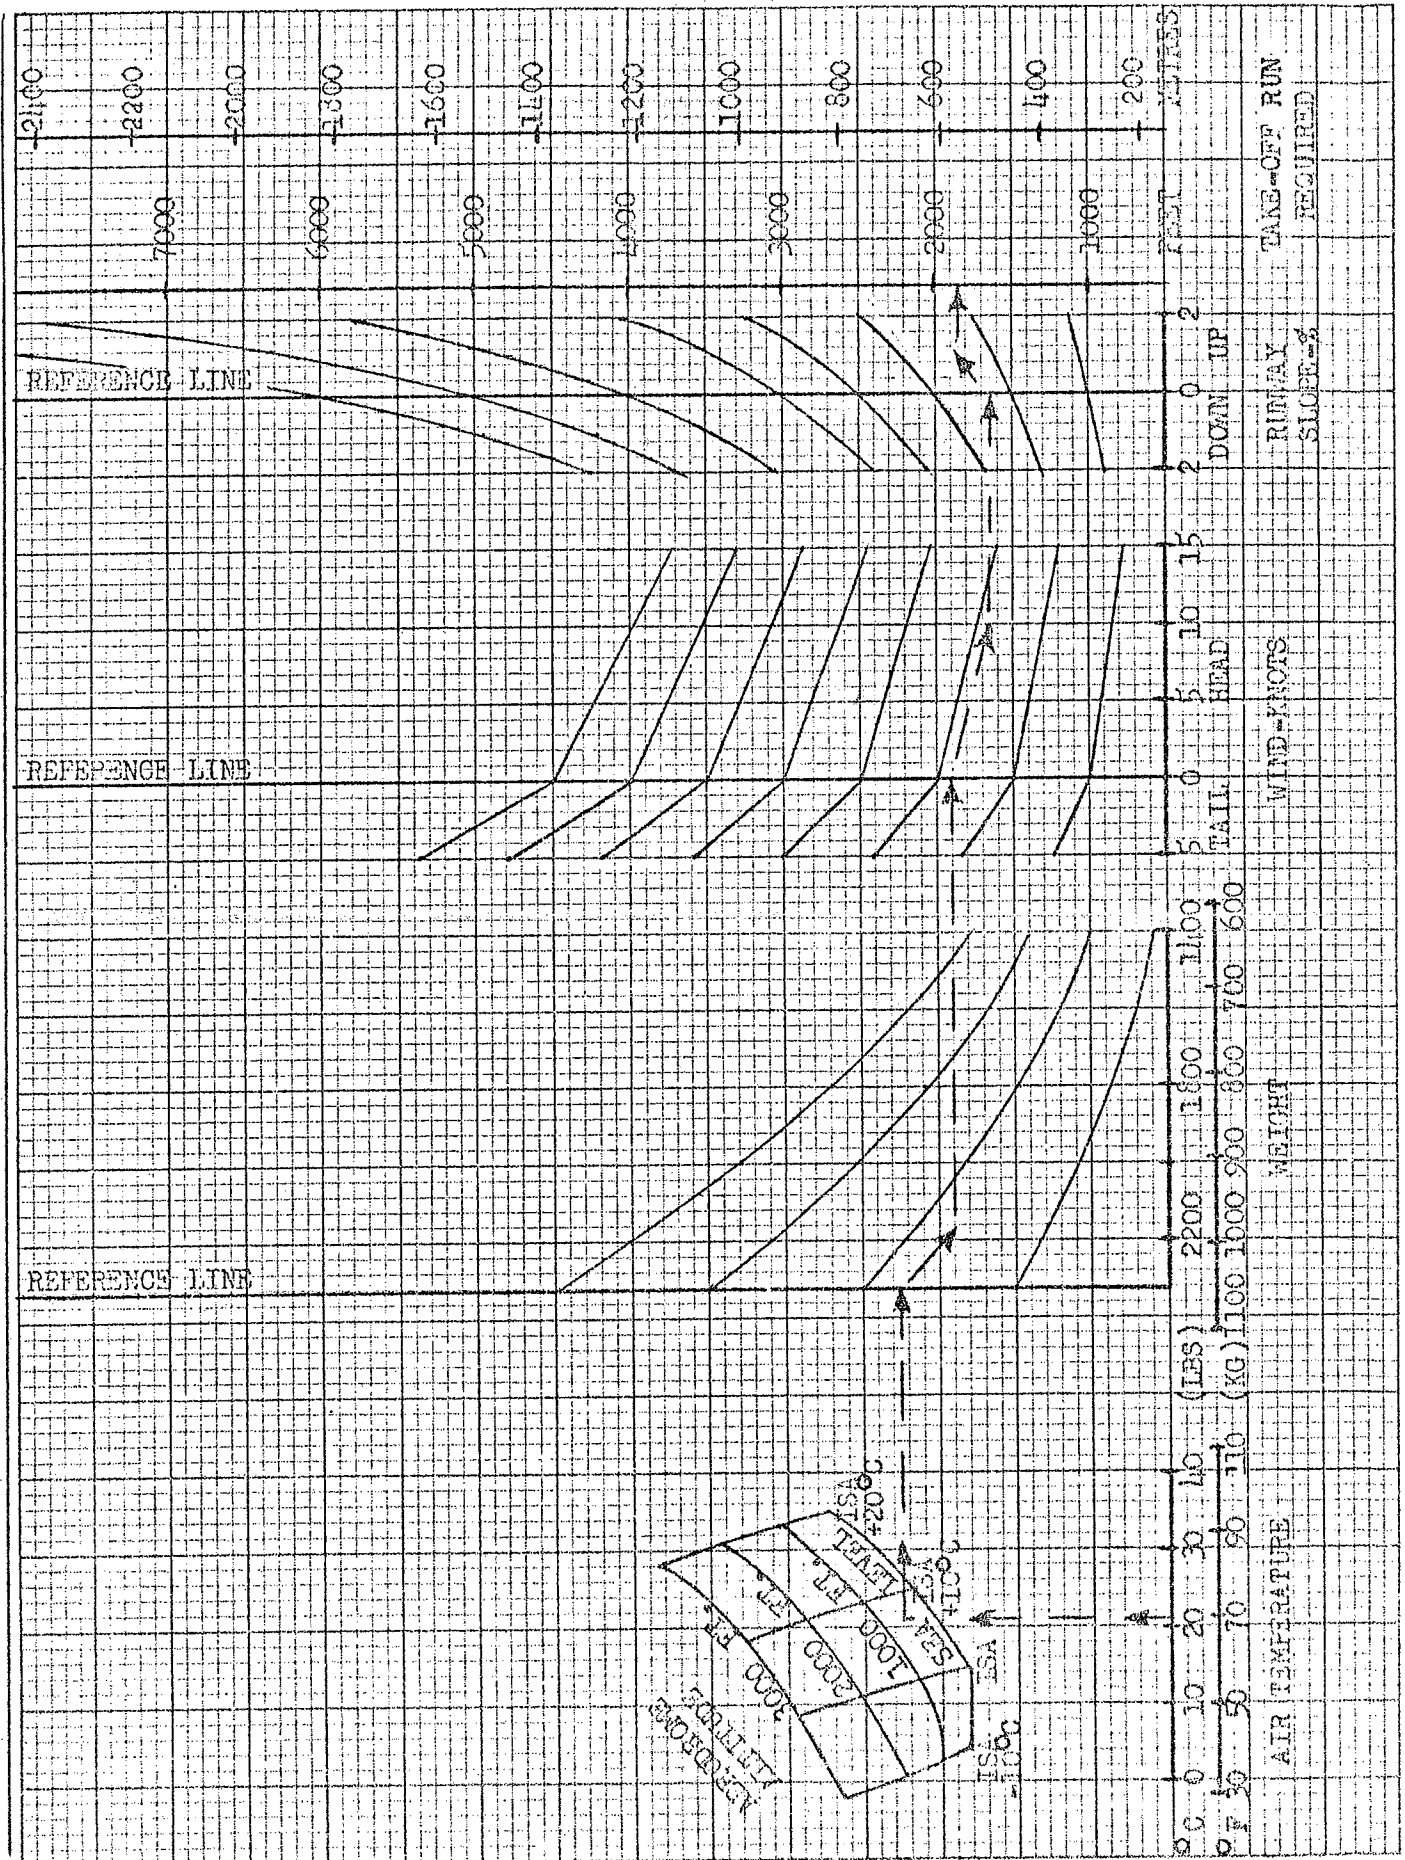 2400
2200
2000
1800
1600
1400
1200
1000
800
600
400
200
METRES
7000
6000
5000
4000
3000
2000
1000
FEET
TAKE-OFF RUN
REQUIRED
REFERENCE LINE
2 0 2
DOWN UP
RUNWAY
SLOPE-%
REFERENCE LINE
5 0 5 10 15
TAIL HEAD
WIND-KNOTS
REFERENCE LINE
(LBS) 2200 1800 1400
(KG) 1100 1000 900 800 700 600
WEIGHT
AERODROME
ALTITUDE
3000 FT.
2000 FT.
1000 FT.
SEA LEVEL
ISA
-10°C
ISA
ISA
+10°C
ISA
+20°C
°C 0 10 20 30 40
°F 30 50 70 90 110
AIR TEMPERATURE